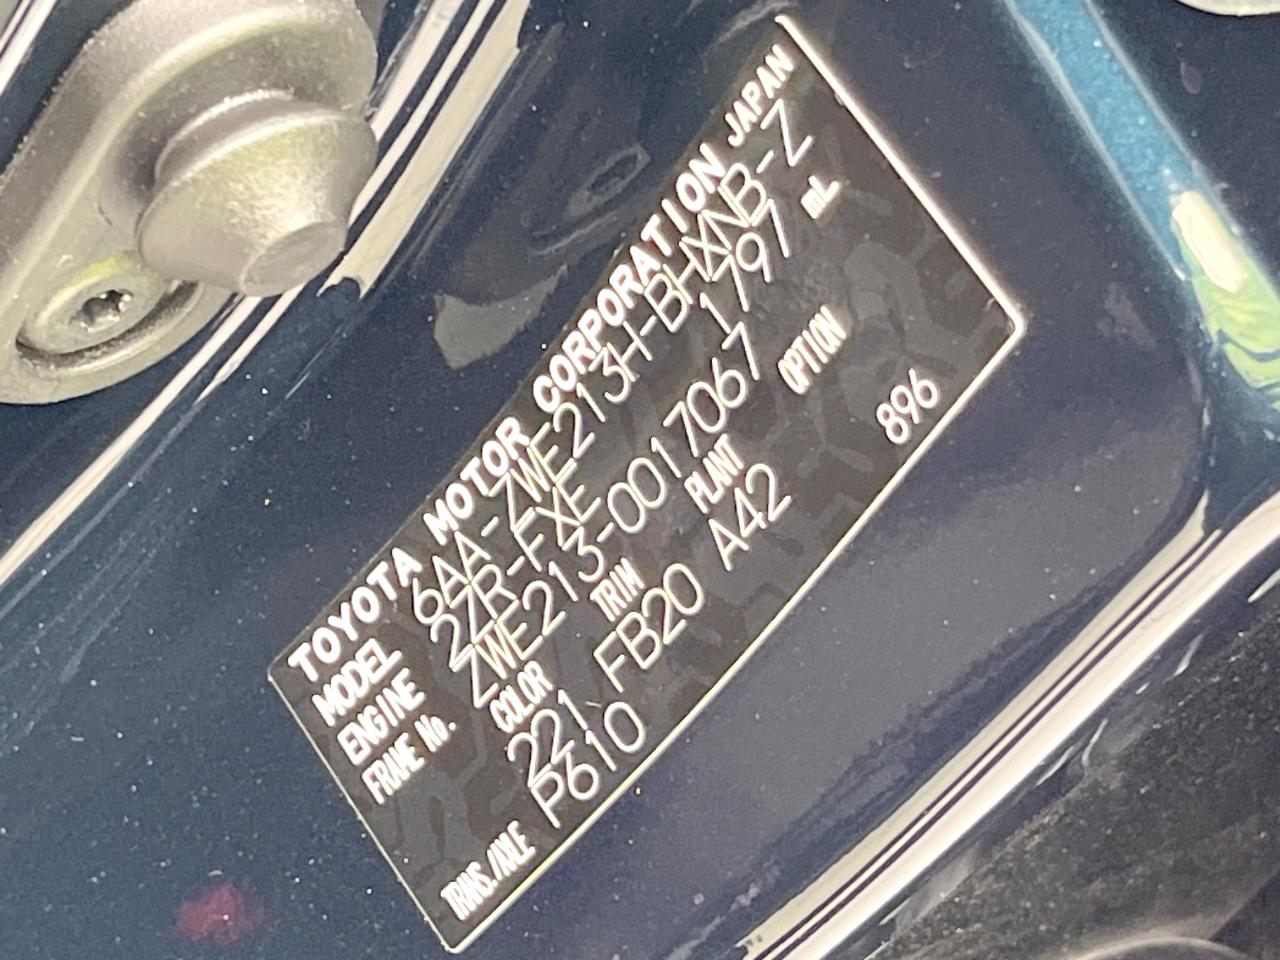 TOYOTA MOTOR CORPORATION JAPAN
MODEL 6AA-ZWE213H-BHXNB-Z
ENGINE 2ZR-FXE 1797 mL
FRAME No. ZWE213-0017067
COLOR TRIM PLANT OPTION
221 FB20 A42 896
TRANS./AXLE P610